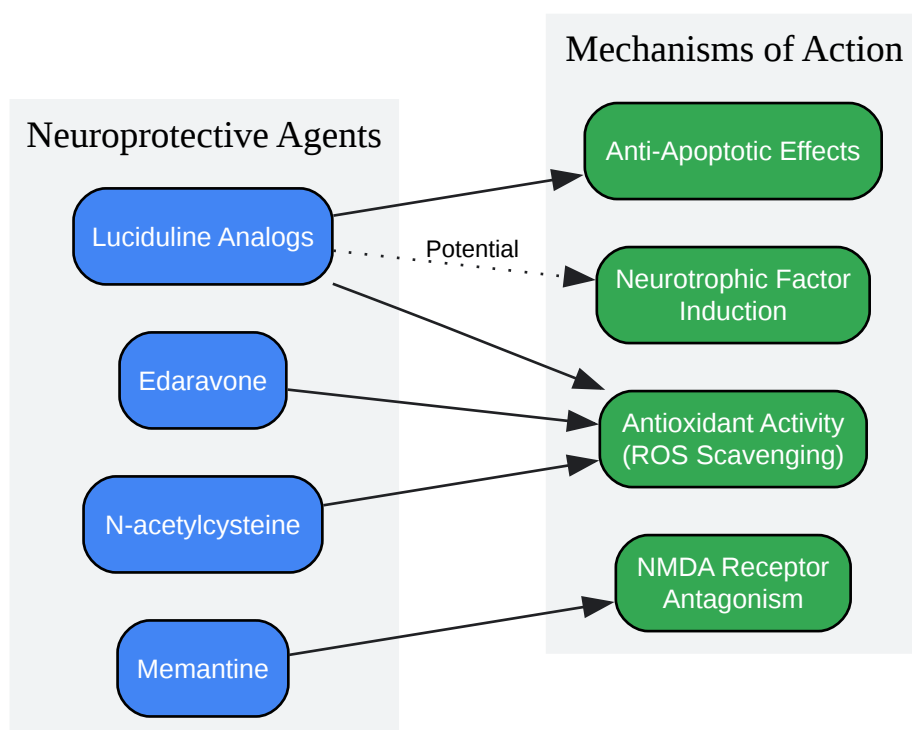 Neuroprotective Agents
Luciduline Analogs
Edaravone
N-acetylcysteine
Memantine
Potential
Mechanisms of Action
Anti-Apoptotic Effects
Neurotrophic Factor
Induction
Antioxidant Activity
(ROS Scavenging)
NMDA Receptor
Antagonism